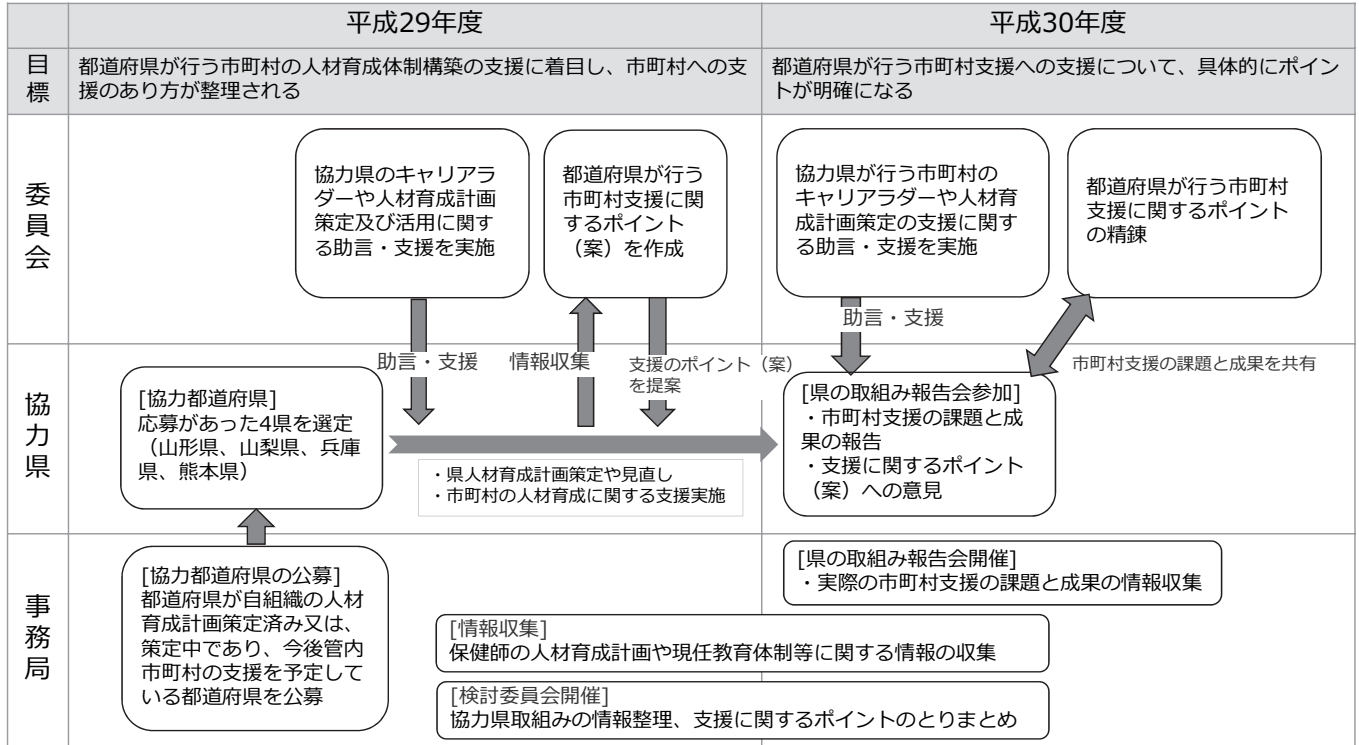 平成29年度
平成30年度
目標
都道府県が行う市町村の人材育成体制構築の支援に着目し、市町村への支
援のあり方が整理される
都道府県が行う市町村支援への支援について、具体的にポイン
トが明確になる
委員会
協力県のキャリアラ
ダーや人材育成計画
策定及び活用に関す
る助言・支援を実施
都道府県が行う
市町村支援に関
するポイント
（案）を作成
協力県が行う市町村の
キャリアラダーや人材育
成計画策定の支援に関す
る助言・支援を実施
都道府県が行う市町村
支援に関するポイント
の精錬
助言・支援
情報収集
支援のポイント（案）
を提案
助言・支援
市町村支援の課題と成果を共有
協力県
[協力都道府県]
応募があった4県を選定
（山形県、山梨県、兵庫
県、熊本県）
・県人材育成計画策定や見直し
・市町村の人材育成に関する支援実施
[県の取組み報告会参加]
・市町村支援の課題と成
果の報告
・支援に関するポイント
（案）への意見
事務局
[協力都道府県の公募]
都道府県が自組織の人材
育成計画策定済み又は、
策定中であり、今後管内
市町村の支援を予定して
いる都道府県を公募
[県の取組み報告会開催]
・実際の市町村支援の課題と成果の情報収集
[情報収集]
保健師の人材育成計画や現任教育体制等に関する情報の収集
[検討委員会開催]
協力県取組みの情報整理、支援に関するポイントのとりまとめ